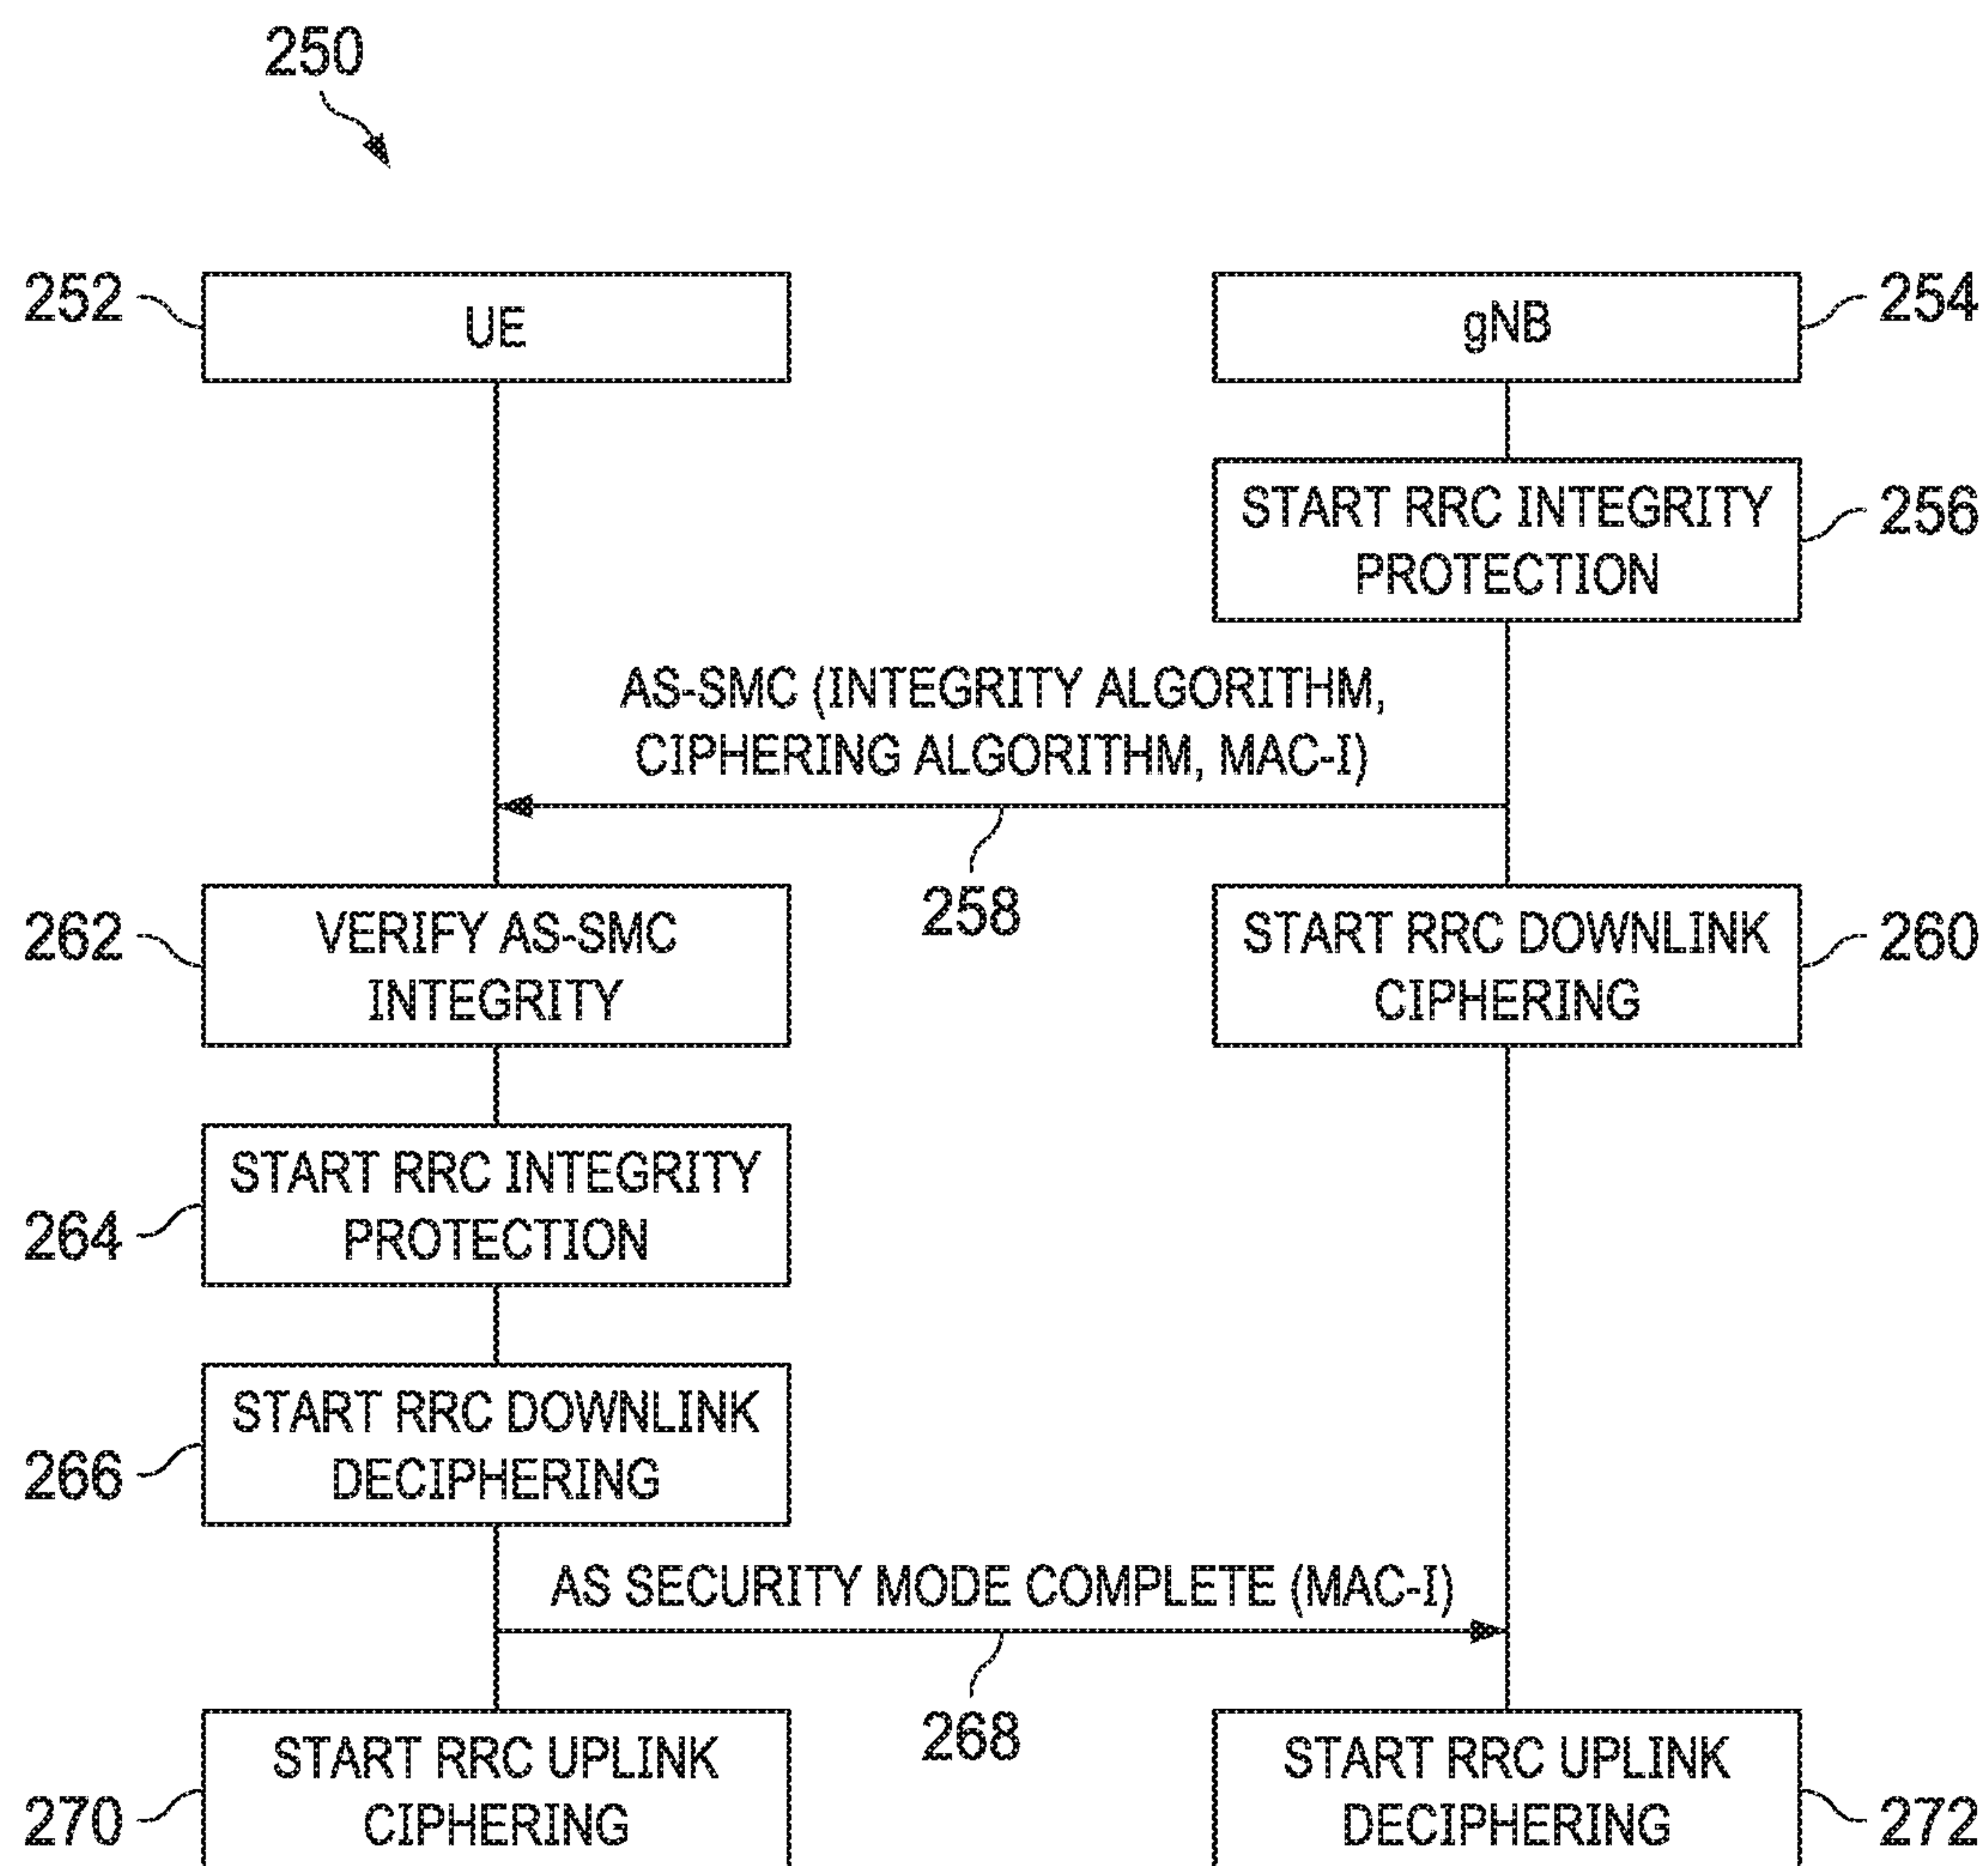 250
252
UE
gNB
254
START RRC INTEGRITY
PROTECTION
256
AS-SMC (INTEGRITY ALGORITHM,
CIPHERING ALGORITHM, MAC-I)
258
262
VERIFY AS-SMC
INTEGRITY
START RRC DOWNLINK
CIPHERING
260
264
START RRC INTEGRITY
PROTECTION
266
START RRC DOWNLINK
DECIPHERING
AS SECURITY MODE COMPLETE (MAC-I)
268
270
START RRC UPLINK
CIPHERING
START RRC UPLINK
DECIPHERING
272